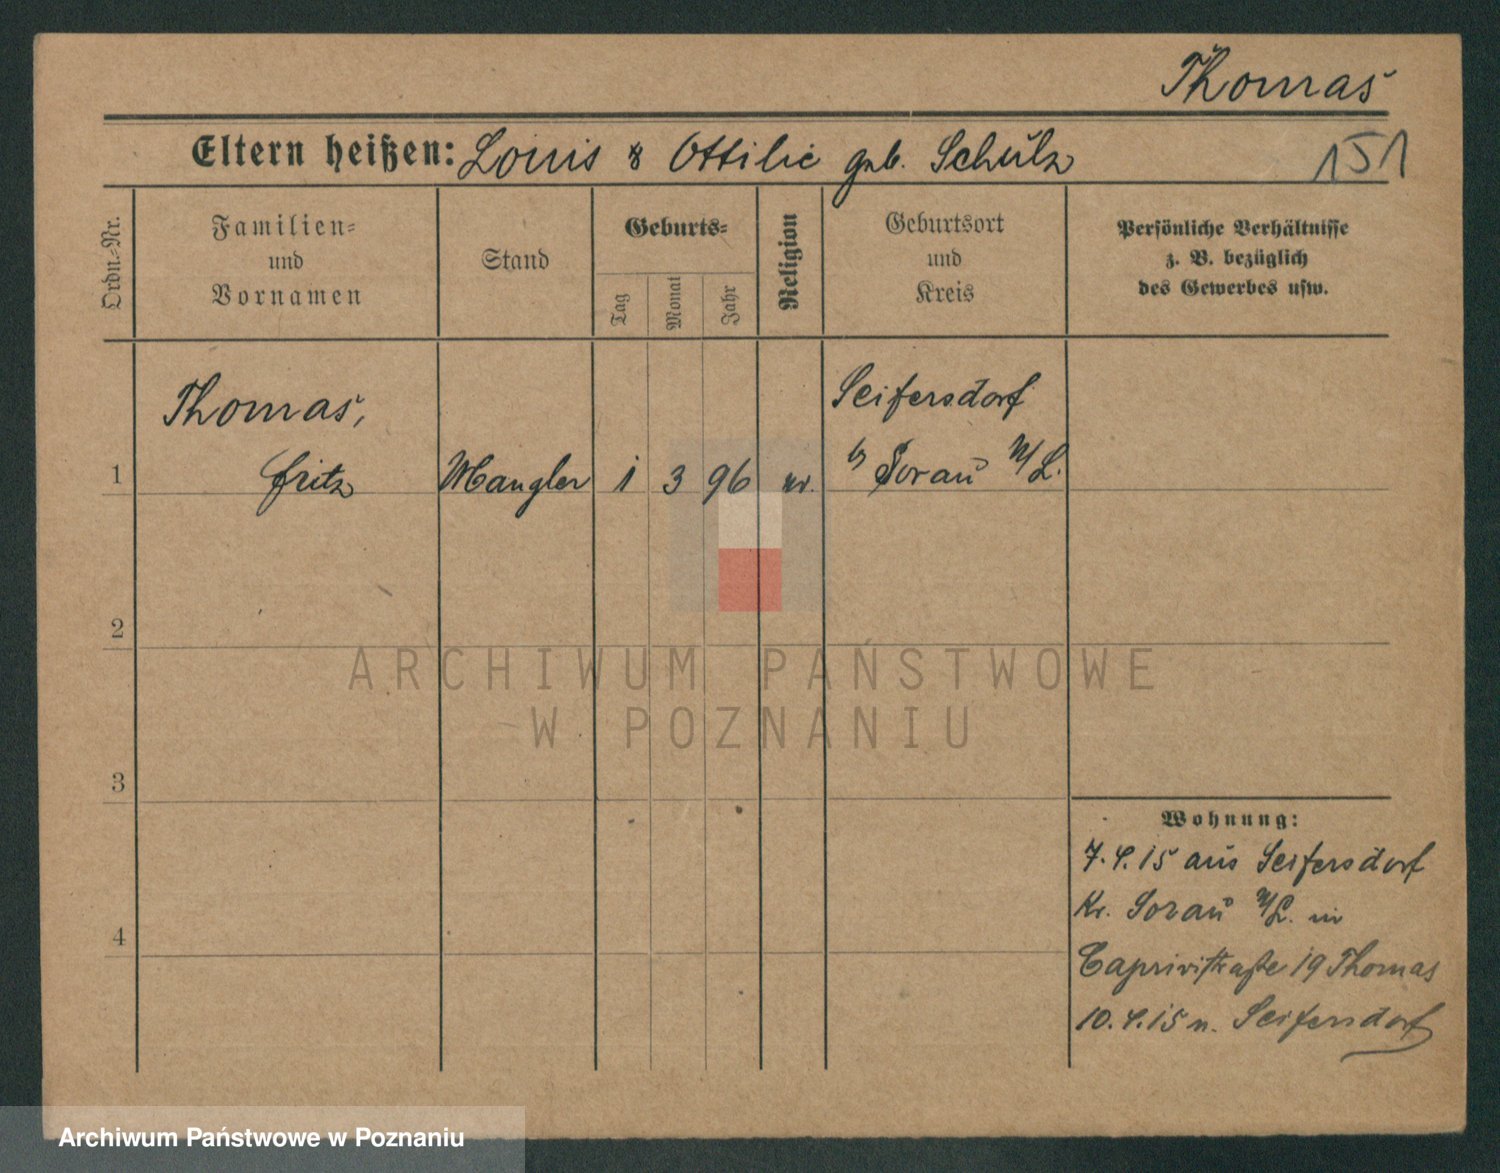 Thomas
Eltern heißen: Louis & Ottilie geb. Schulz
151
Ordn.-Nr.
Familien-
und
Vornamen
Stand
Geburts-
Tag
Monat
Jahr
Religion
Geburtsort
und
Kreis
Persönliche Verhältnisse
z. B. bezüglich
des Gewerbes usw.
Thomas,
Seifersdorf
1 Fritz Mangler 1 3 96 ev. b/ Sorau N/L.
2
3
4
Wohnung:
7.4.15 aus Seifersdorf
Kr. Sorau N/L. in
Caprivistraße 19 Thomas
10.4.15 n. Seifersdorf
ARCHIWUM PAŃSTWOWE
W POZNANIU
Archiwum Państwowe w Poznaniu